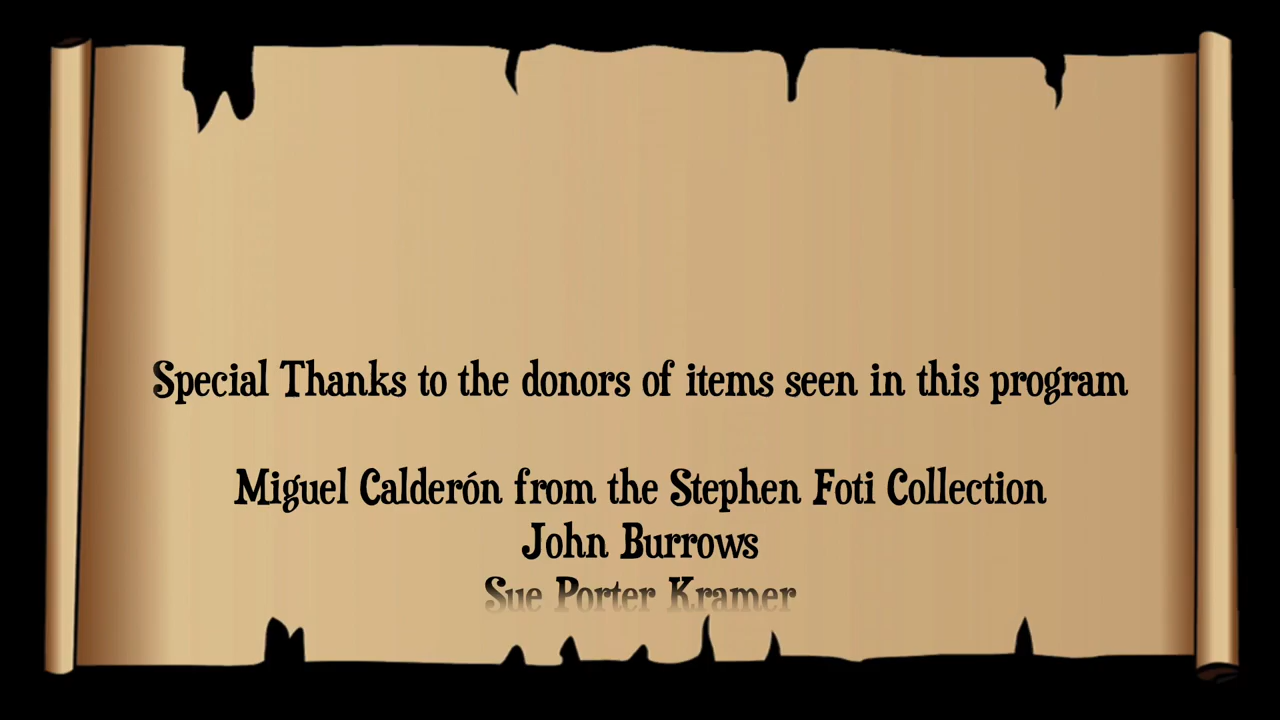 Special Thanks to the donors of items seen in this program
Miguel Calderón from the Stephen Foti Collection
John Burrows
Sue Porter Kramer